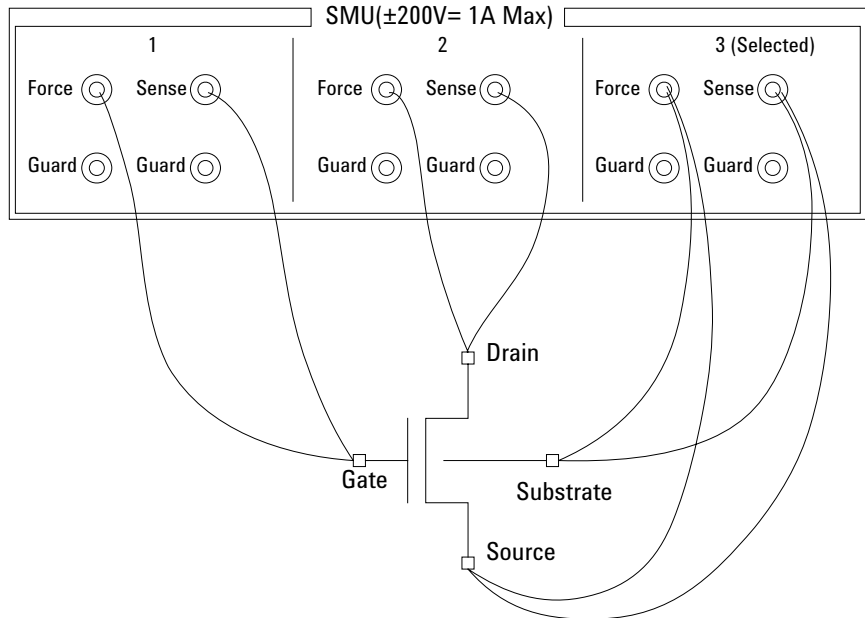 SMU(±200V= 1A Max)
1
2
3 (Selected)
Force
Sense
Force
Sense
Force
Sense
Guard
Guard
Guard
Guard
Guard
Guard
Drain
Gate
Substrate
Source